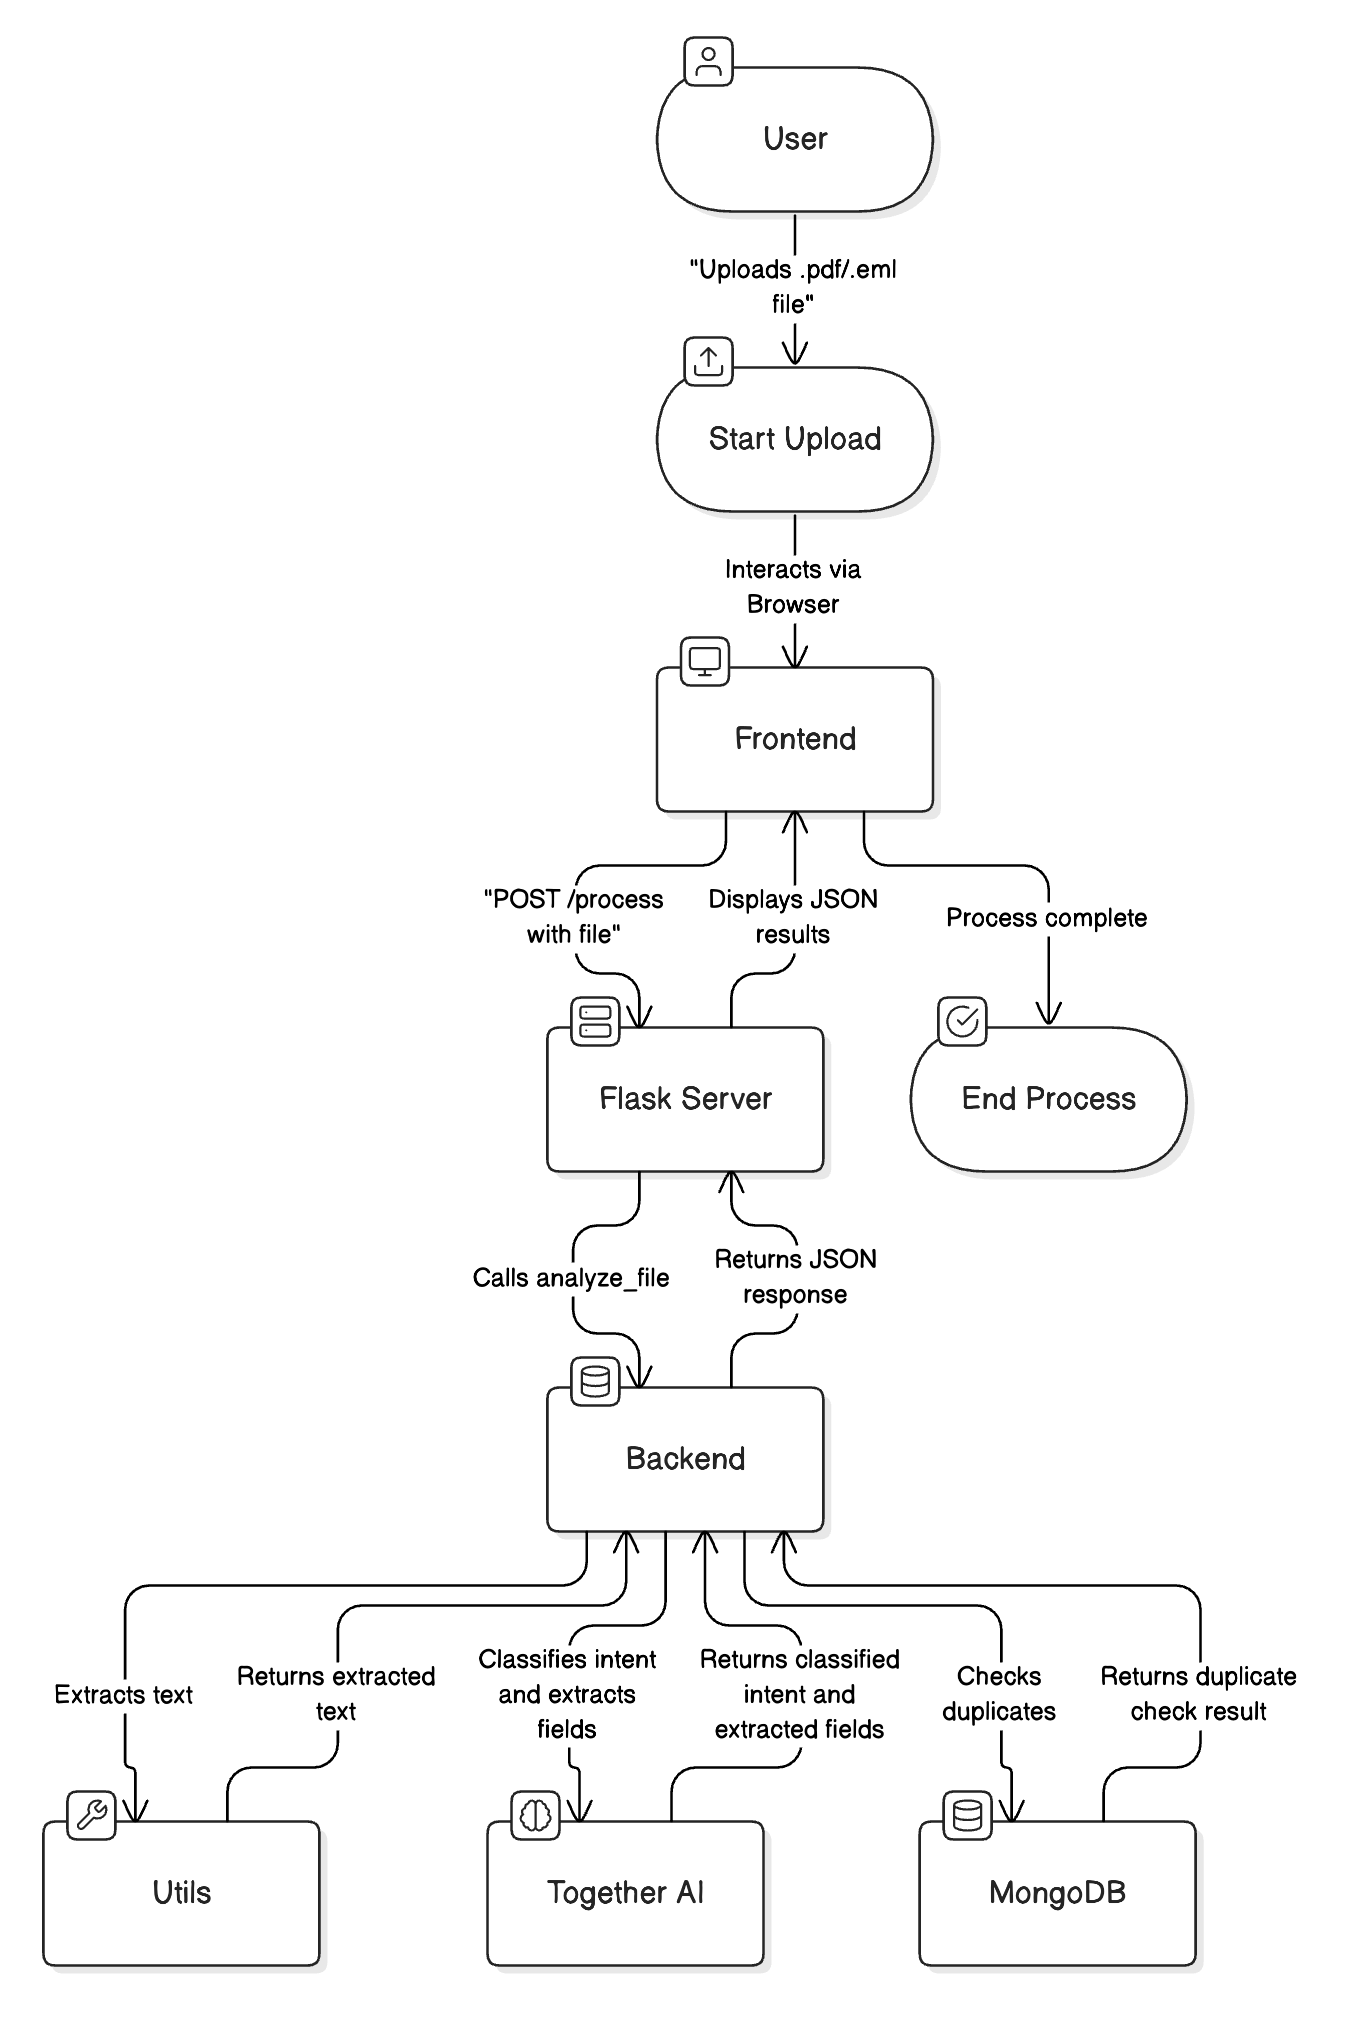 User
"Uploads .pdf/.eml
file"
Start Upload
Interacts via
Browser
Frontend
"POST /process
with file"
Displays JSON
results
Process complete
Flask Server
End Process
Calls analyze_file
Returns JSON
response
Backend
Extracts text
Returns extracted
text
Classifies intent
and extracts
fields
Returns classified
intent and
extracted fields
Checks
duplicates
Returns duplicate
check result
Utils
Together AI
MongoDB